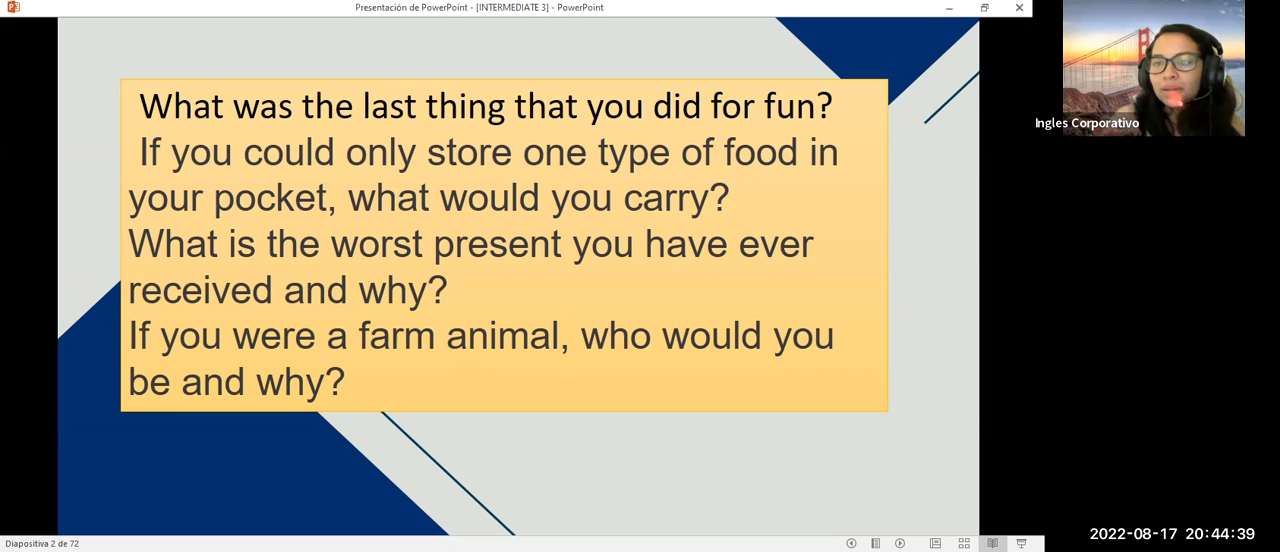 Presentación de PowerPoint - [INTERMEDIATE 3] - PowerPoint
What was the last thing that you did for fun?
If you could only store one type of food in
your pocket, what would you carry?
What is the worst present you have ever
received and why?
If you were a farm animal, who would you
be and why?
Ingles Corporativo
2022-08-17 20:44:39
Diapositiva 2 de 72